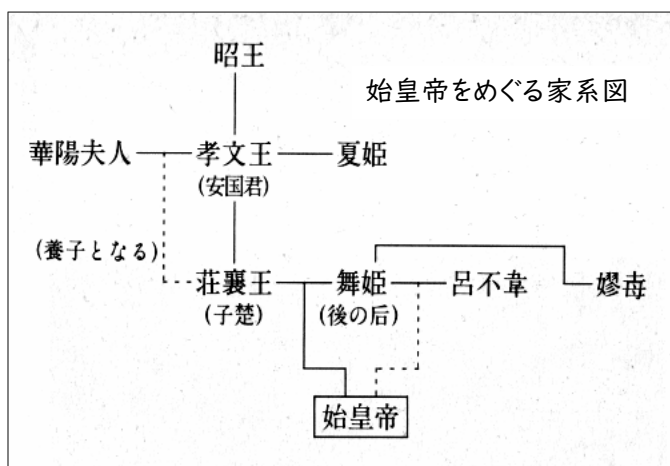 昭王
始皇帝をめぐる家系図
華陽夫人
孝文王
夏姫
(安国君)
(養子となる)
荘襄王
舞姫
呂不韋
嫪毐
(子楚)
(後の后)
始皇帝